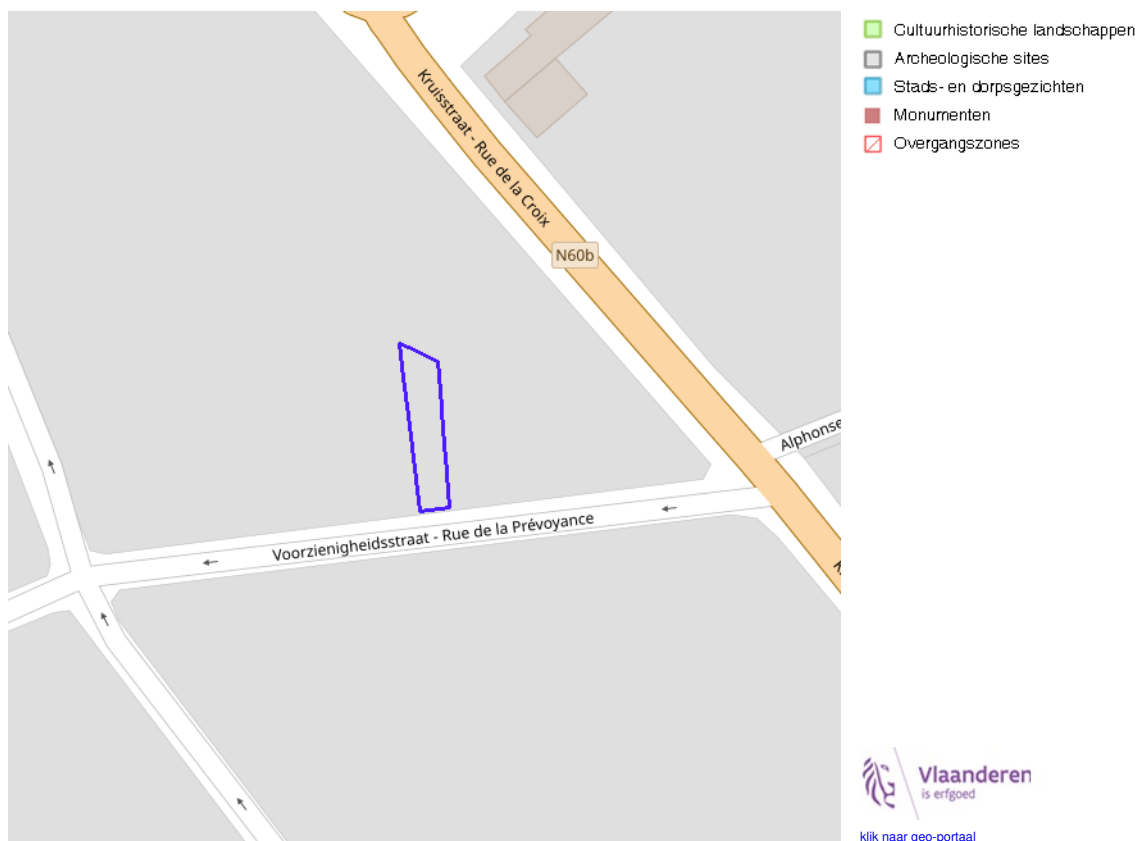 Cultuurhistorische landschappen
Archeologische sites
Stads- en dorpsgezichten
Monumenten
Overgangszones
Kruisstraat - Rue de la Croix
N60b
Alphonse
Voorzienigheidsstraat - Rue de la Prévoyance
Vlaanderen
is erfgoed
klik naar geo-portaal